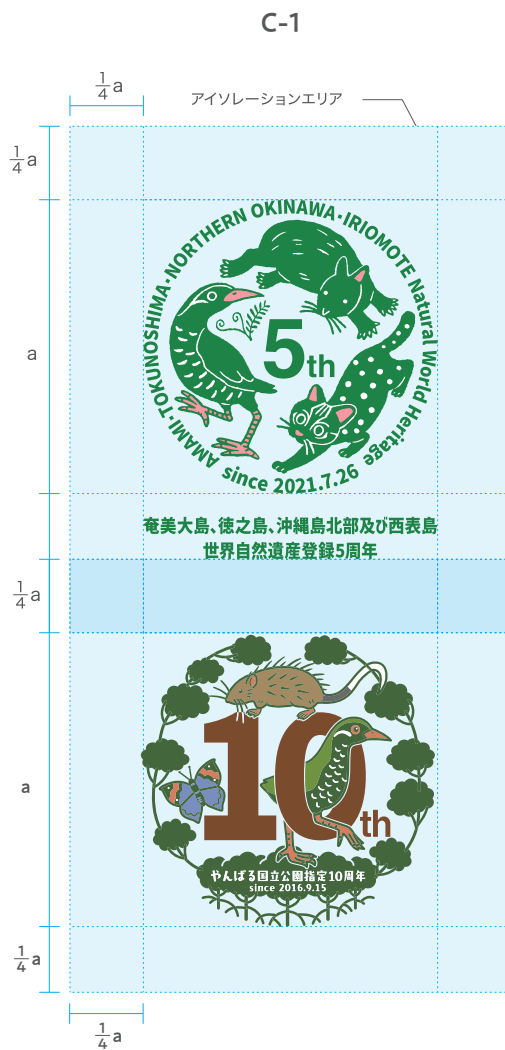 C-1
1/4 a
アイソレーションエリア
1/4 a
AMAMI・TOKUNOSHIMA・NORTHERN OKINAWA・IRIOMOTE Natural World Heritage
a
5th
since 2021.7.26
奄美大島、徳之島、沖縄島北部及び西表島
世界自然遺産登録5周年
1/4 a
a
10th
やんばる国立公園指定10周年
since 2016.9.15
1/4 a
1/4 a